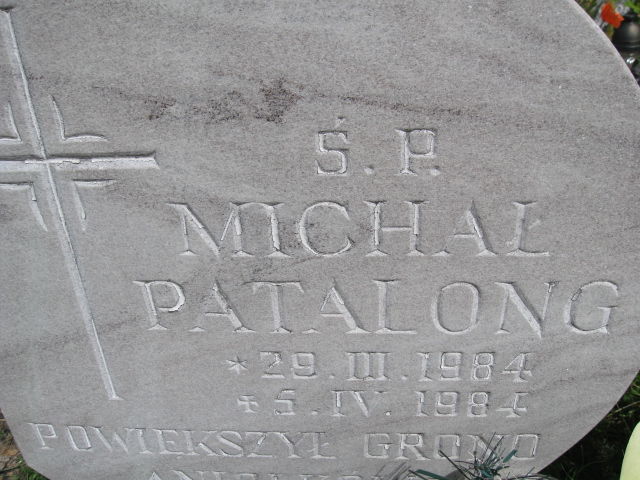 Ś. P.
MICHAŁ
PATALONG
* 29. III. 1984
+ 5. IV. 1984
POWIĘKSZYŁ GRONO